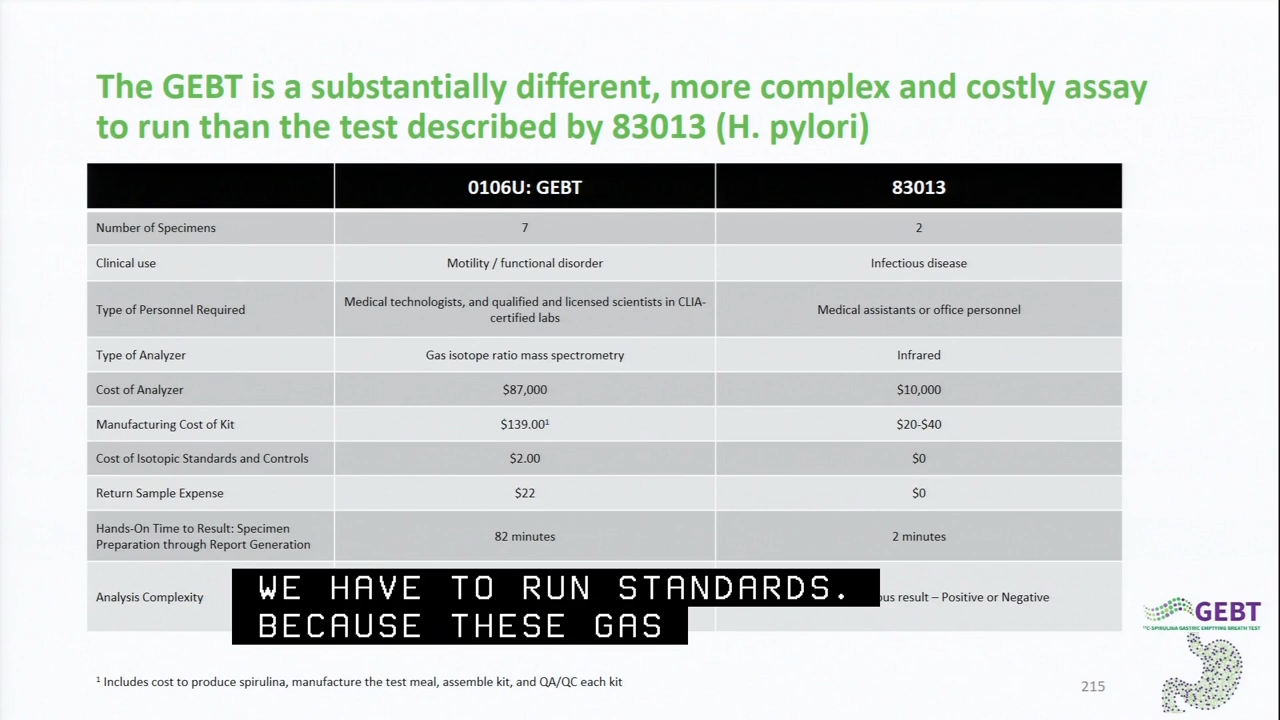 The GEBT is a substantially different, more complex and costly assay
to run than the test described by 83013 (H. pylori)
0106U: GEBT 83013
Number of Specimens 7 2
Clinical use Motility / functional disorder Infectious disease
Type of Personnel Required Medical technologists, and qualified and licensed scientists in CLIA-
certified labs Medical assistants or office personnel
Type of Analyzer Gas isotope ratio mass spectrometry Infrared
Cost of Analyzer $87,000 $10,000
Manufacturing Cost of Kit $139.00¹ $20-$40
Cost of Isotopic Standards and Controls $2.00 $0
Return Sample Expense $22 $0
Hands-On Time to Result: Specimen
Preparation through Report Generation 82 minutes 2 minutes
Analysis Complexity result – Positive or Negative
WE HAVE TO RUN STANDARDS.
BECAUSE THESE GAS
GEBT
¹³C-SPIRULINA GASTRIC EMPTYING BREATH TEST
¹ Includes cost to produce spirulina, manufacture the test meal, assemble kit, and QA/QC each kit
215